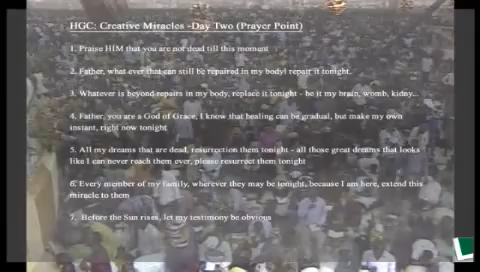 HGC: Creative Miracles -Day Two (Prayer Point)
1. Praise HIM that you are not dead till this moment
2. Father, what ever that can still be repaired in my body! repair it tonight.
3. Whatever is beyond repairs in my body, replace it tonight - be it my brain, womb, kidny...
4. Father, you are a God of Grace, I know that healing can be gradual, but make my own
instant, right now tonight
5. All my dreams that are dead, resurrection them tonight - all those great dreams that looks
like I can never reach them ever, please resurrect them tonight
6. Every member of my family, wherever they may be tonight, because I am here, extend this
miracle to them
7. Before the Sun rises, let my testimony be obvious